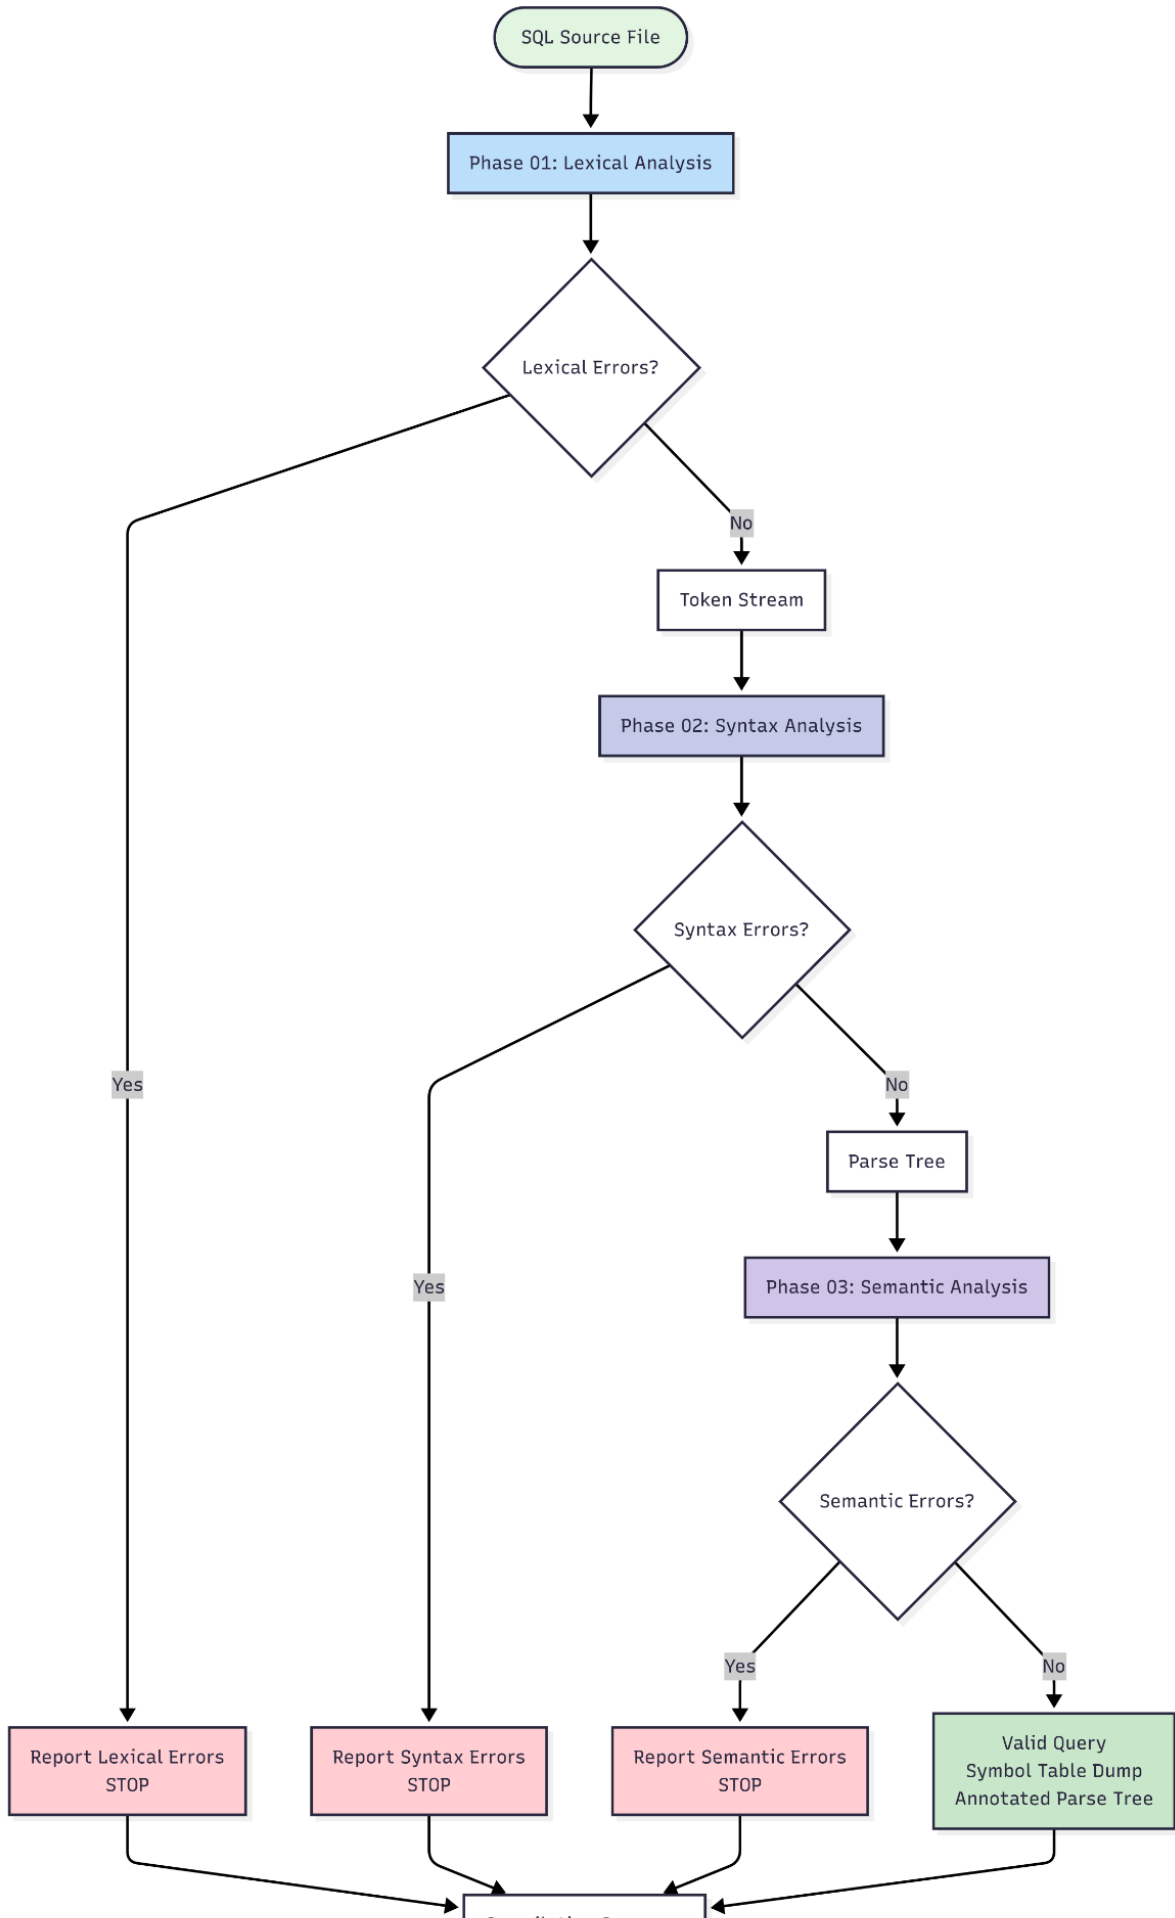 SQL Source File
Phase 01: Lexical Analysis
Lexical Errors?
No
Token Stream
Phase 02: Syntax Analysis
Syntax Errors?
Yes
No
Parse Tree
Phase 03: Semantic Analysis
Yes
Semantic Errors?
Yes
No
Report Lexical Errors
STOP
Report Syntax Errors
STOP
Report Semantic Errors
STOP
Valid Query
Symbol Table Dump
Annotated Parse Tree